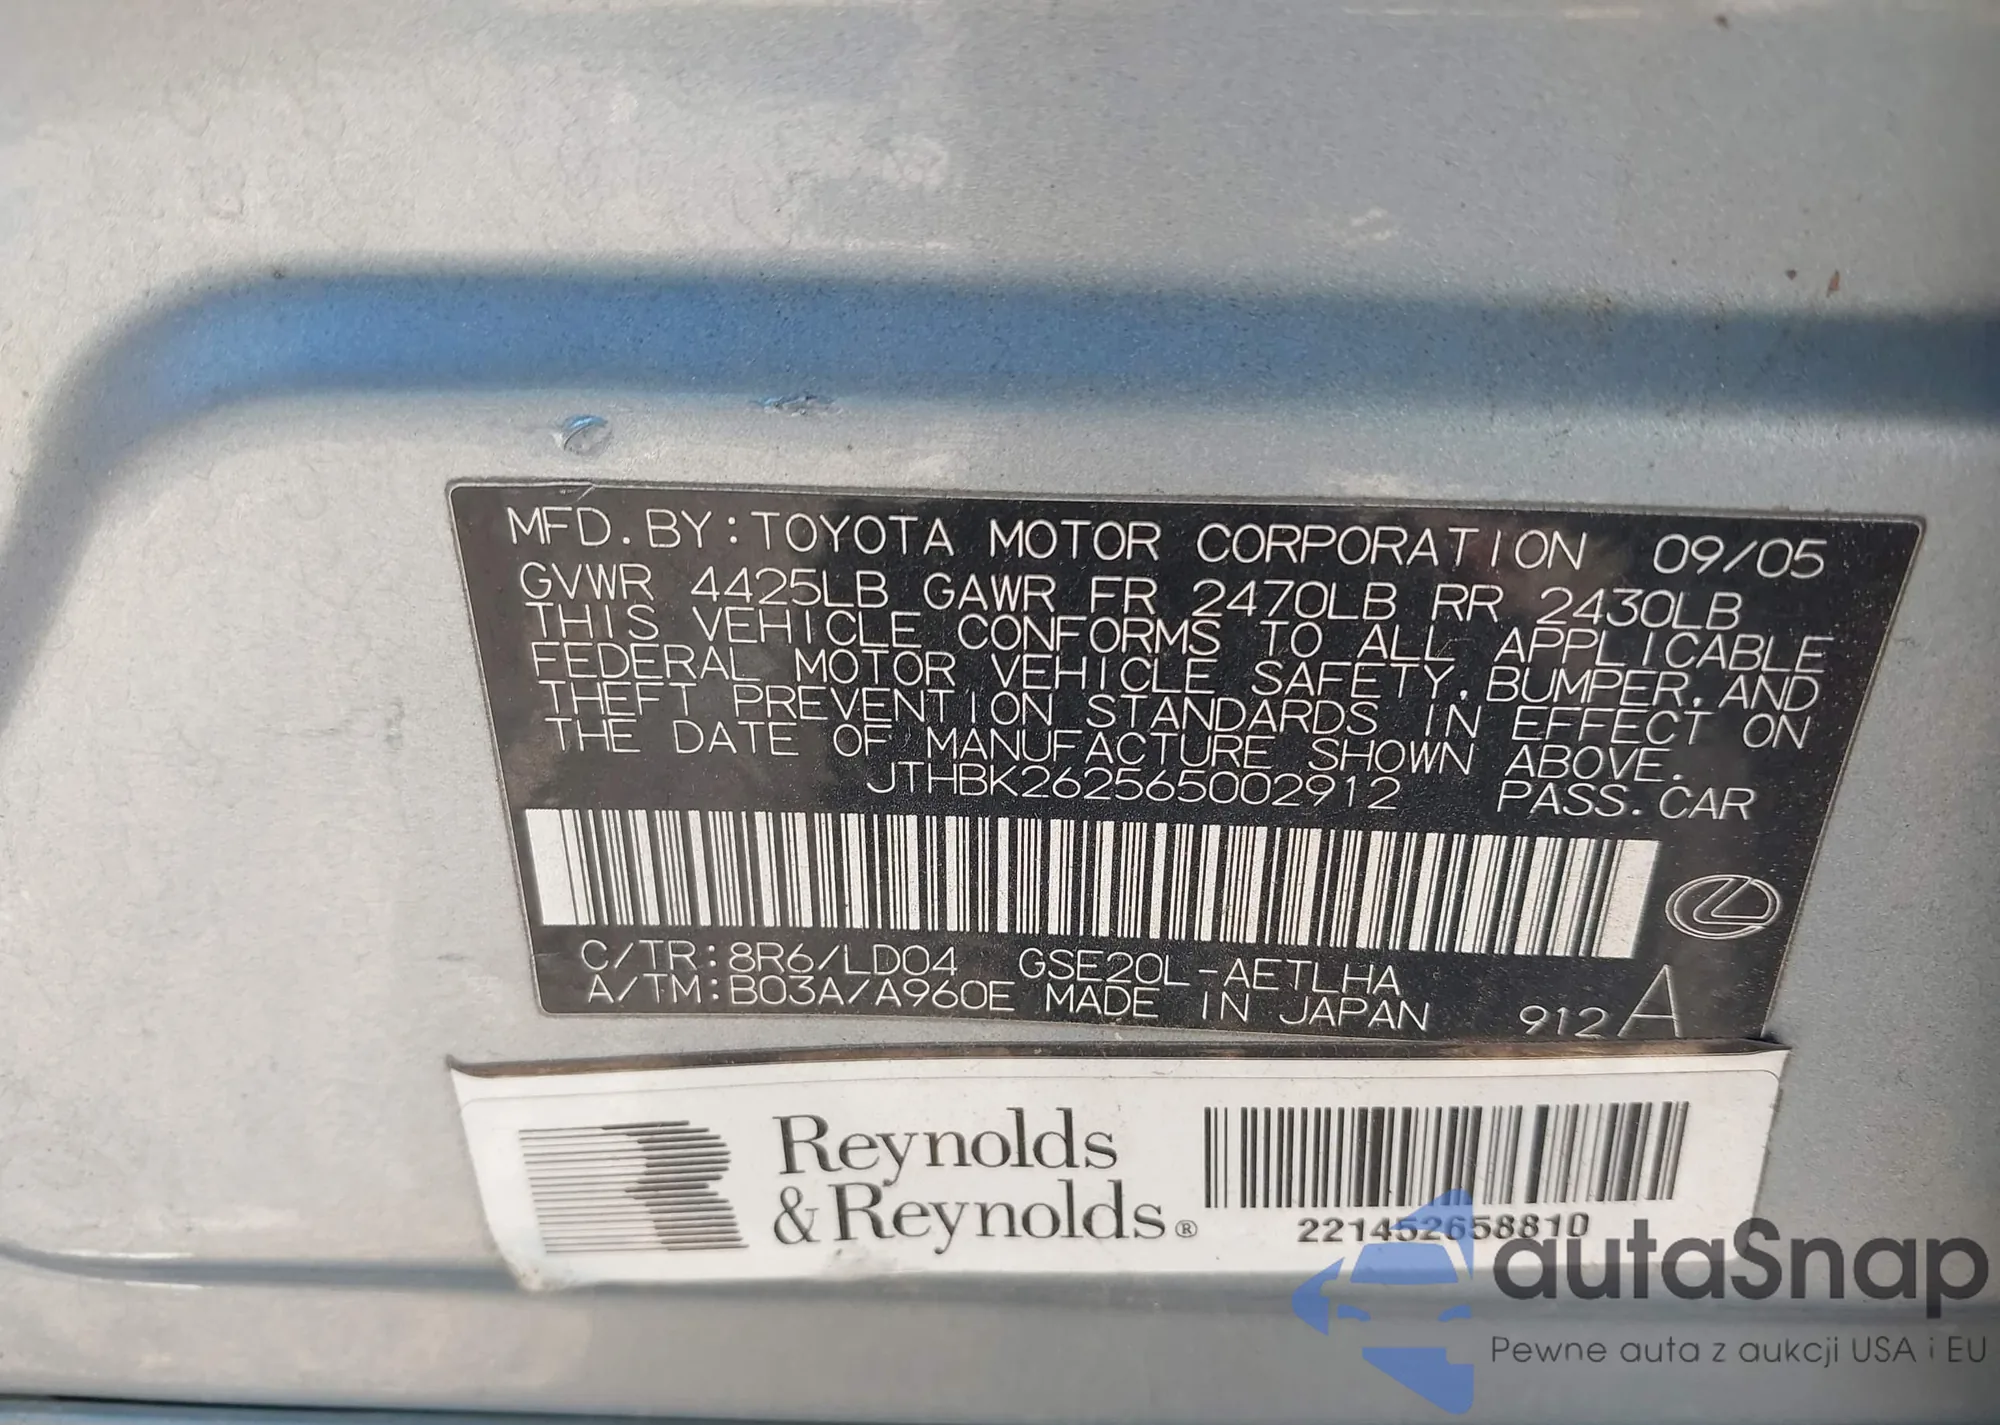 MFD. BY: TOYOTA MOTOR CORPORATION 09/05
GVWR 4425LB GAWR FR 2470LB RR 2430LB
THIS VEHICLE CONFORMS TO ALL APPLICABLE
FEDERAL MOTOR VEHICLE SAFETY, BUMPER, AND
THEFT PREVENTION STANDARDS IN EFFECT ON
THE DATE OF MANUFACTURE SHOWN ABOVE.
JTHBK262565002912 PASS. CAR
C/TR: 8R6/LD04 GSE20L-AETLHA
A/TM: B03A/A960E MADE IN JAPAN 912 A
Reynolds
& Reynolds®
221452658810
autaSnap
Pewne auta z aukcji USA i EU